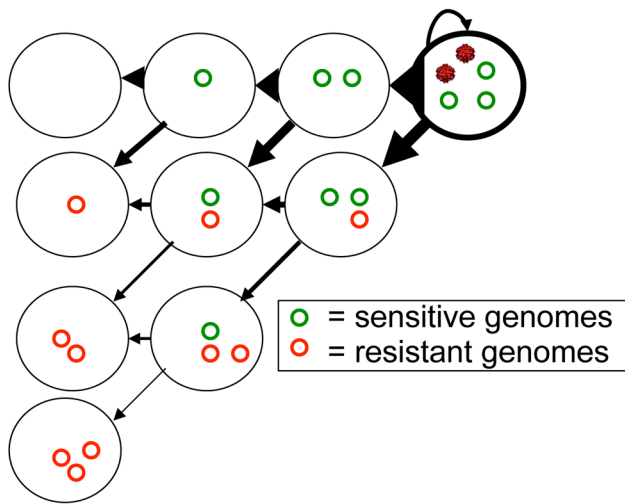 = sensitive genomes
= resistant genomes